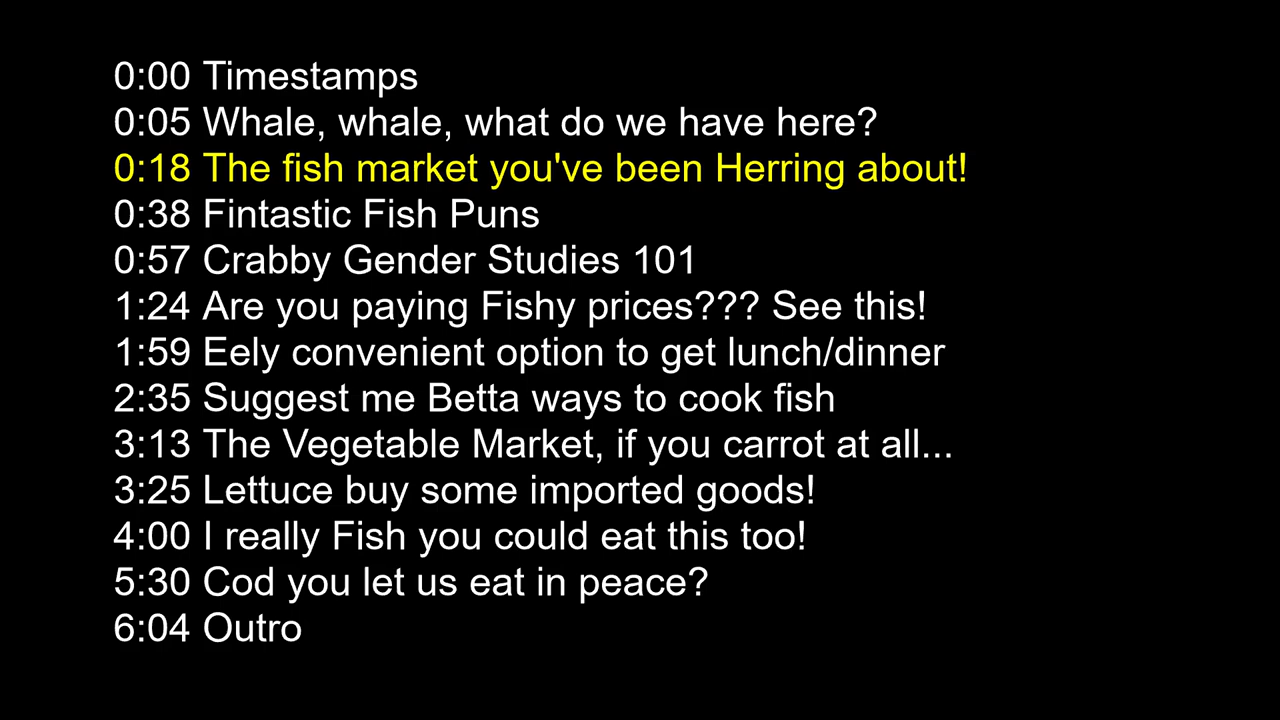 0:00 Timestamps
0:05 Whale, whale, what do we have here?
0:18 The fish market you've been Herring about!
0:38 Fintastic Fish Puns
0:57 Crabby Gender Studies 101
1:24 Are you paying Fishy prices??? See this!
1:59 Eely convenient option to get lunch/dinner
2:35 Suggest me Betta ways to cook fish
3:13 The Vegetable Market, if you carrot at all...
3:25 Lettuce buy some imported goods!
4:00 I really Fish you could eat this too!
5:30 Cod you let us eat in peace?
6:04 Outro